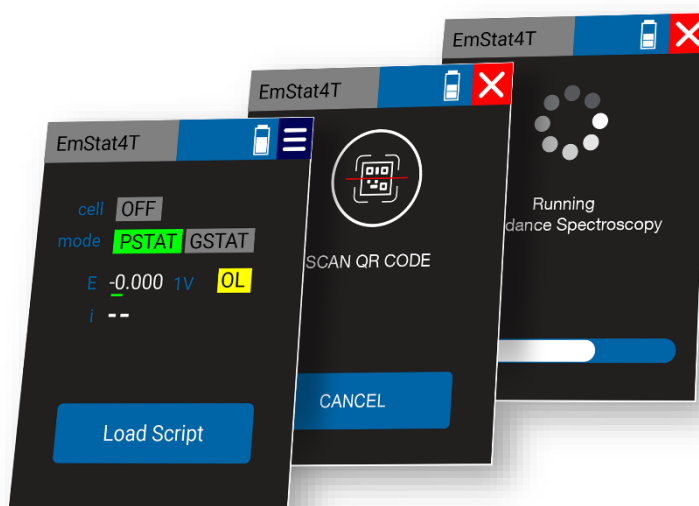 EmStat4T
cell OFF
mode PSTAT GSTAT
E -0.000 1V OL
i --
Load Script
EmStat4T
SCAN QR CODE
CANCEL
EmStat4T
Running
dance Spectroscopy